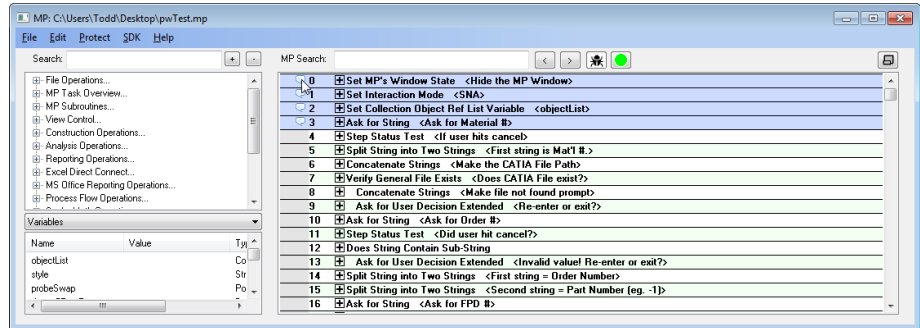 MP: C:\Users\Todd\Desktop\pwTest.mp
File Edit Protect SDK Help
Search: + -
MP Search: < >
File Operations...
MP Task Overview...
MP Subroutines...
View Control...
Construction Operations...
Analysis Operations...
Reporting Operations...
Excel Direct Connect...
MS Office Reporting Operations...
Process Flow Operations...
Variables
Name Value
objectList Co
style Str
probeSwap Po
0 Set MP's Window State <Hide the MP Window>
1 Set Interaction Mode <SNA>
2 Set Collection Object Ref List Variable <objectList>
3 Ask for String <Ask for Material #>
4 Step Status Test <If user hits cancel>
5 Split String into Two Strings <First string is Mat'l #.>
6 Concatenate Strings <Make the CATIA File Path>
7 Verify General File Exists <Does CATIA File exist?>
8 Concatenate Strings <Make file not found prompt>
9 Ask for User Decision Extended <Re-enter or exit?>
10 Ask for String <Ask for Order #>
11 Step Status Test <Did user hit cancel?>
12 Does String Contain Sub-String
13 Ask for User Decision Extended <Invalid value! Re-enter or exit?>
14 Split String into Two Strings <First string = Order Number>
15 Split String into Two Strings <Second string = Part Number (eg. -1)>
16 Ask for String <Ask for FPD #>